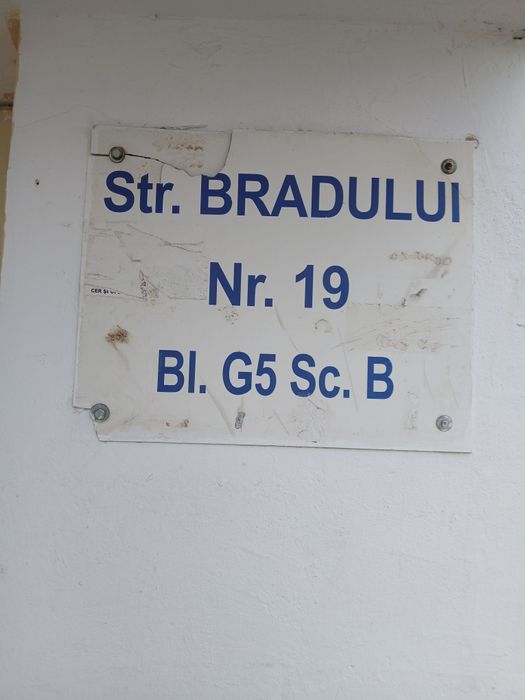 Str. BRADULUI
Nr. 19
Bl. G5 Sc. B